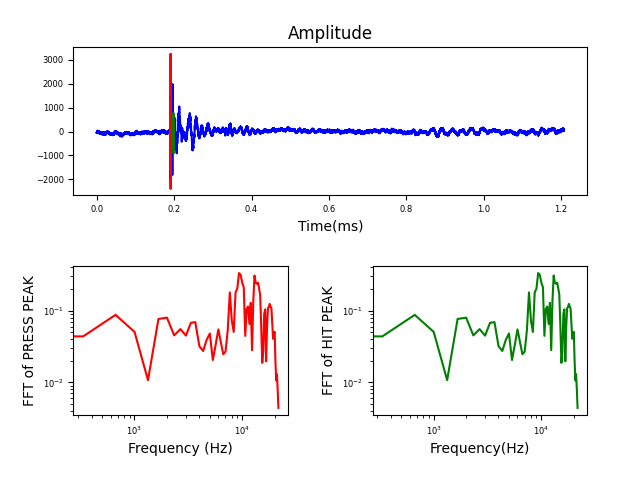 Amplitude
3000
2000
1000
0
−1000
−2000
0.0 0.2 0.4 0.6 0.8 1.0 1.2
Time(ms)
FFT of PRESS PEAK
10⁻¹
10⁻²
10³ 10⁴
Frequency (Hz)
FFT of HIT PEAK
10⁻¹
10⁻²
10³ 10⁴
Frequency(Hz)